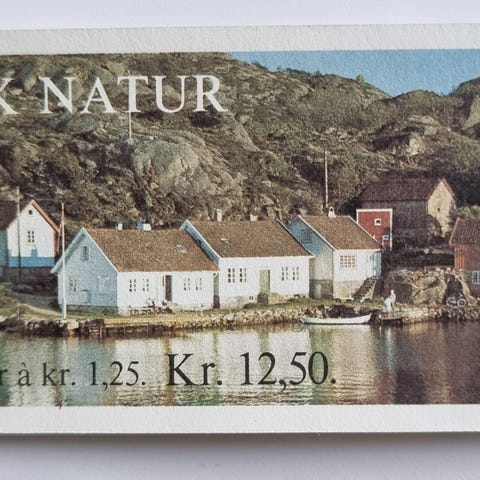 K NATUR
r à kr. 1,25. Kr. 12,50.